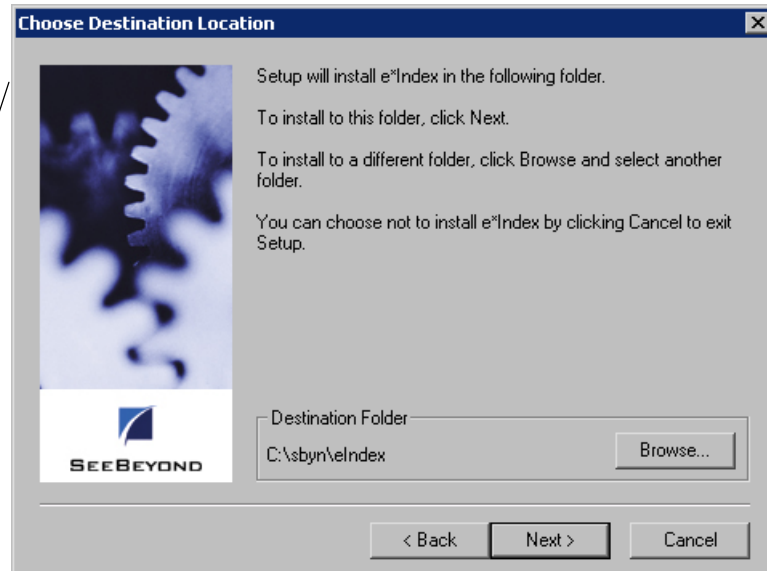 Choose Destination Location
Setup will install e*Index in the following folder.
To install to this folder, click Next.
To install to a different folder, click Browse and select another
folder.
You can choose not to install e*Index by clicking Cancel to exit
Setup.
Destination Folder
C:\sbyn\eIndex
Browse...
SEEBEYOND
< Back
Next >
Cancel